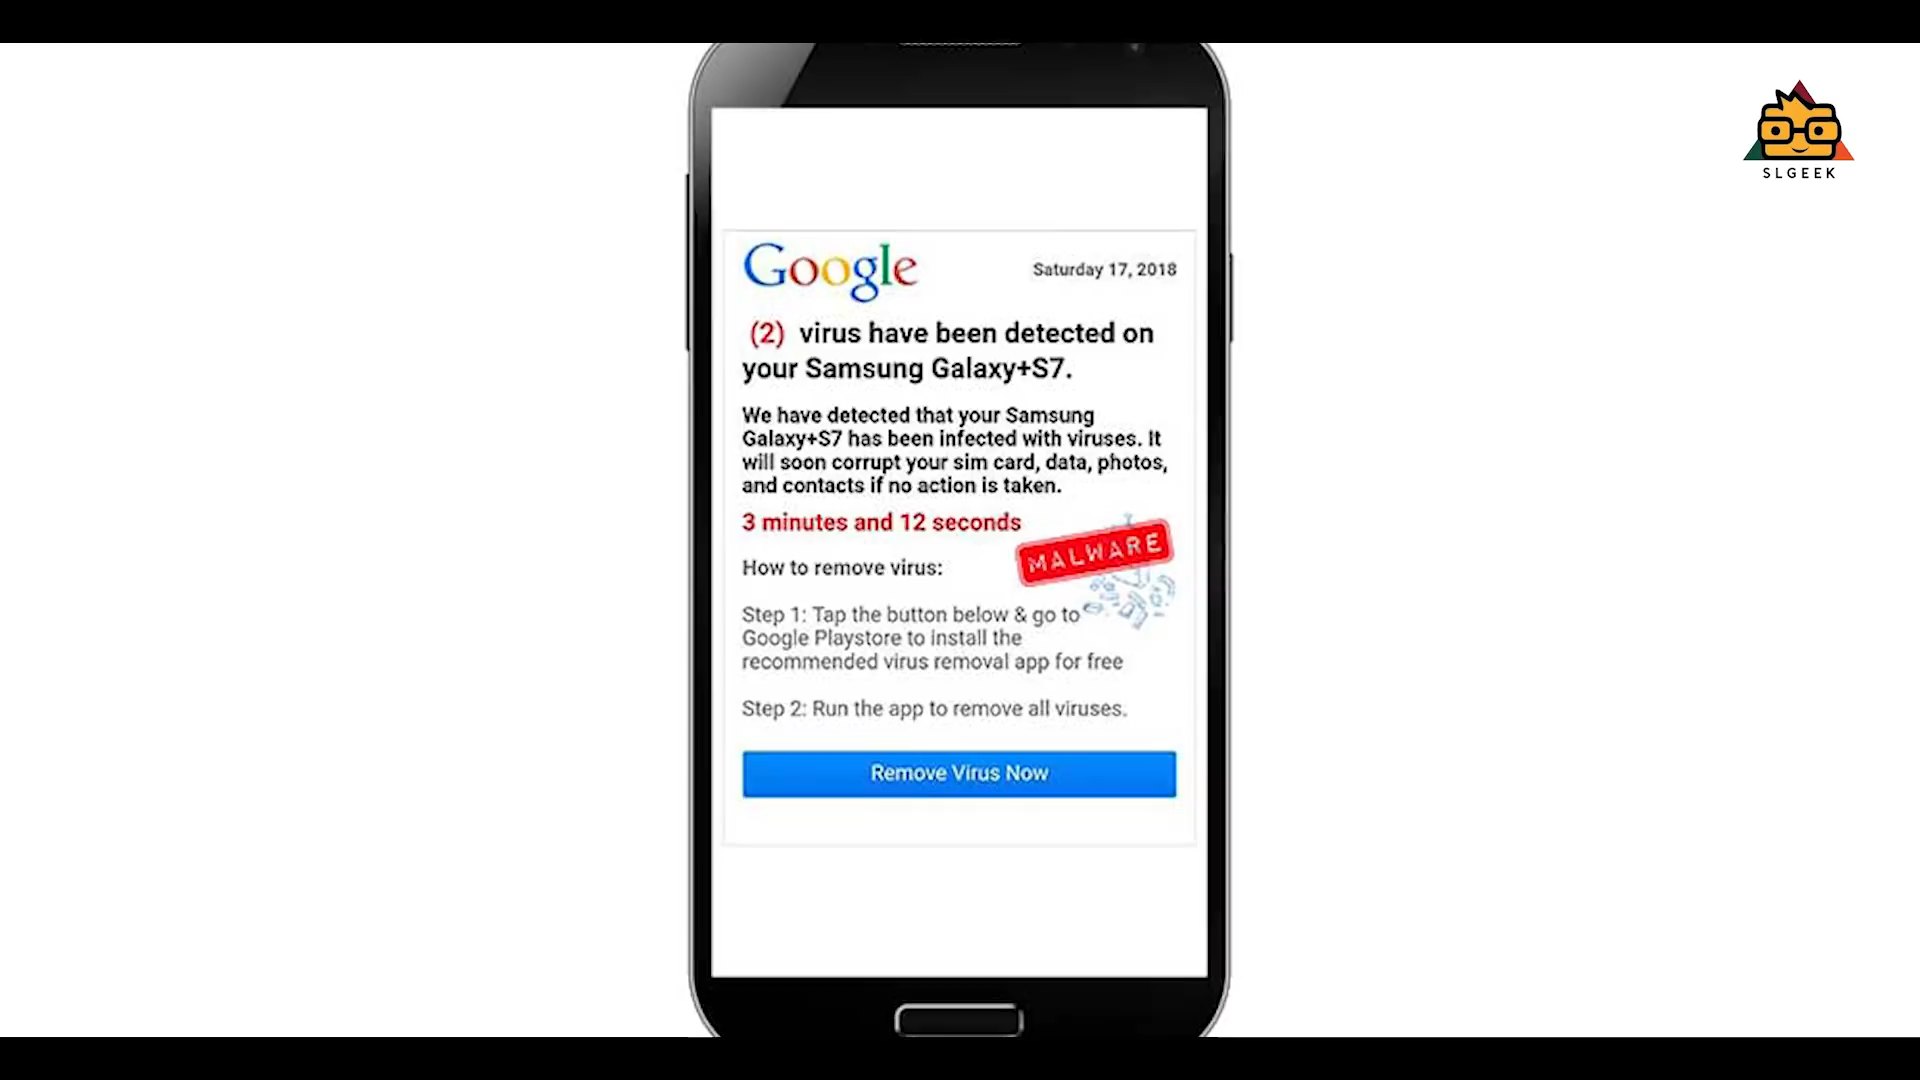 SLGEEK
Google
Saturday 17, 2018
(2) virus have been detected on
your Samsung Galaxy+S7.
We have detected that your Samsung
Galaxy+S7 has been infected with viruses. It
will soon corrupt your sim card, data, photos,
and contacts if no action is taken.
3 minutes and 12 seconds
MALWARE
How to remove virus:
Step 1: Tap the button below & go to
Google Playstore to install the
recommended virus removal app for free
Step 2: Run the app to remove all viruses.
Remove Virus Now